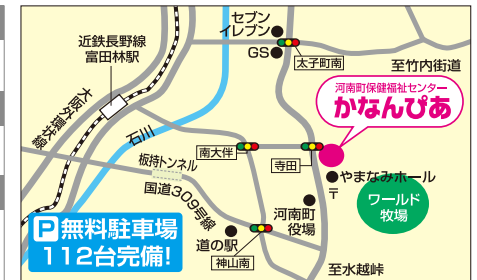 セブン
イレブン
GS
太子町南
至竹内街道
近鉄長野線
富田林駅
大阪外環状線
石川
河南町保健福祉センター
かなんぴあ
南大伴
寺田
板持トンネル
国道309号線
やまなみホール
〒
ワールド
牧場
河南町
役場
道の駅
神山南
至水越峠
P 無料駐車場
112台完備!